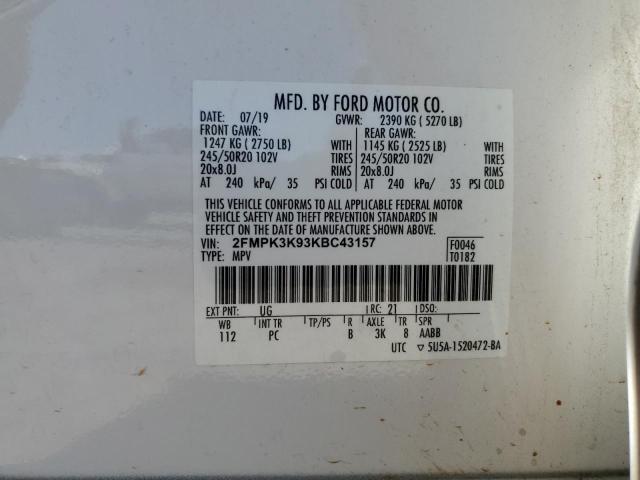 MFD. BY FORD MOTOR CO.
DATE: 07/19 GVWR: 2390 KG ( 5270 LB)
FRONT GAWR: REAR GAWR:
1247 KG ( 2750 LB) WITH 1145 KG ( 2525 LB) WITH
245/50R20 102V TIRES 245/50R20 102V TIRES
20x8.0J RIMS 20x8.0J RIMS
AT 240 kPa/ 35 PSI COLD AT 240 kPa/ 35 PSI COLD
THIS VEHICLE CONFORMS TO ALL APPLICABLE FEDERAL MOTOR
VEHICLE SAFETY AND THEFT PREVENTION STANDARDS IN
EFFECT ON THE DATE OF MANUFACTURE SHOWN ABOVE.
VIN: 2FMPK3K93KBC43157 F0046
TYPE: MPV T0182
EXT PNT: UG RC: 21 DSO:
WB INT TR TP/PS R AXLE TR SPR
112 PC B 3K 8 AABB
UTC ▽ 5U5A-1520472-BA